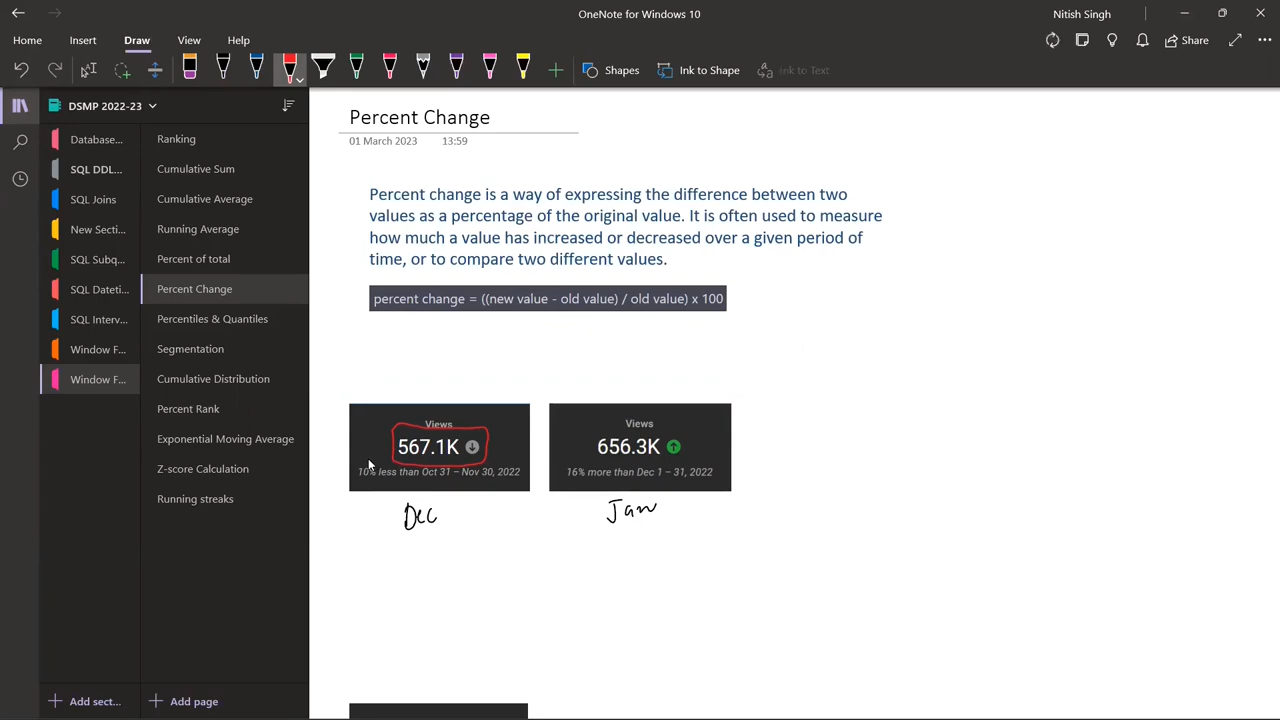 OneNote for Windows 10
Nitish Singh
Home
Insert
Draw
View
Help
Share
Shapes
Ink to Shape
Ink to Text
DSMP 2022-23
Database...
SQL DDL...
SQL Joins
New Secti...
SQL Subq...
SQL Dateti...
SQL Interv...
Window F...
Window F...
Add sect...
Ranking
Cumulative Sum
Cumulative Average
Running Average
Percent of total
Percent Change
Percentiles & Quantiles
Segmentation
Cumulative Distribution
Percent Rank
Exponential Moving Average
Z-score Calculation
Running streaks
Add page
Percent Change
01 March 2023 13:59
Percent change is a way of expressing the difference between two
values as a percentage of the original value. It is often used to measure
how much a value has increased or decreased over a given period of
time, or to compare two different values.
percent change = ((new value - old value) / old value) x 100
Views
567.1K
10% less than Oct 31 – Nov 30, 2022
Dec
Views
656.3K
16% more than Dec 1 – 31, 2022
Jan